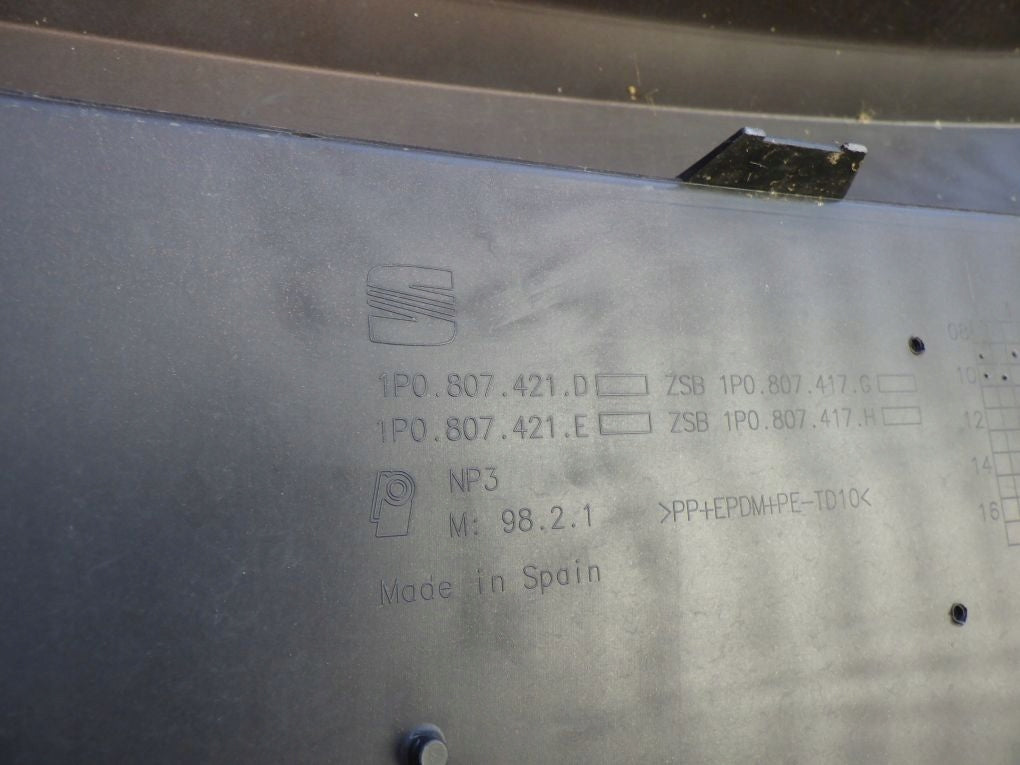 1P0.807.421.D ZSB 1P0.807.417.G
1P0.807.421.E ZSB 1P0.807.417.H
NP3
M: 98.2.1 >PP+EPDM+PE-TD10<
Made in Spain
08
10
12
14
16